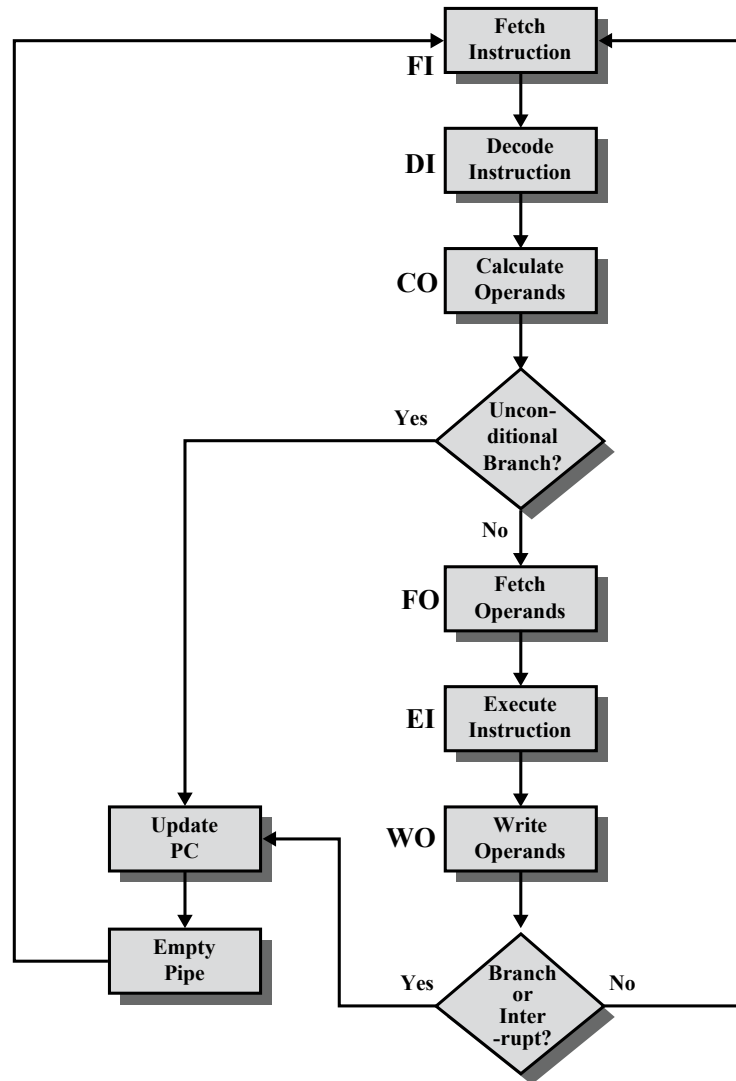 Fetch
Instruction
FI
Decode
Instruction
DI
Calculate
Operands
CO
Yes
Uncon-
ditional
Branch?
No
Fetch
Operands
FO
Execute
Instruction
EI
Update
PC
Write
Operands
WO
Empty
Pipe
Yes
Branch
or
Inter
-rupt?
No